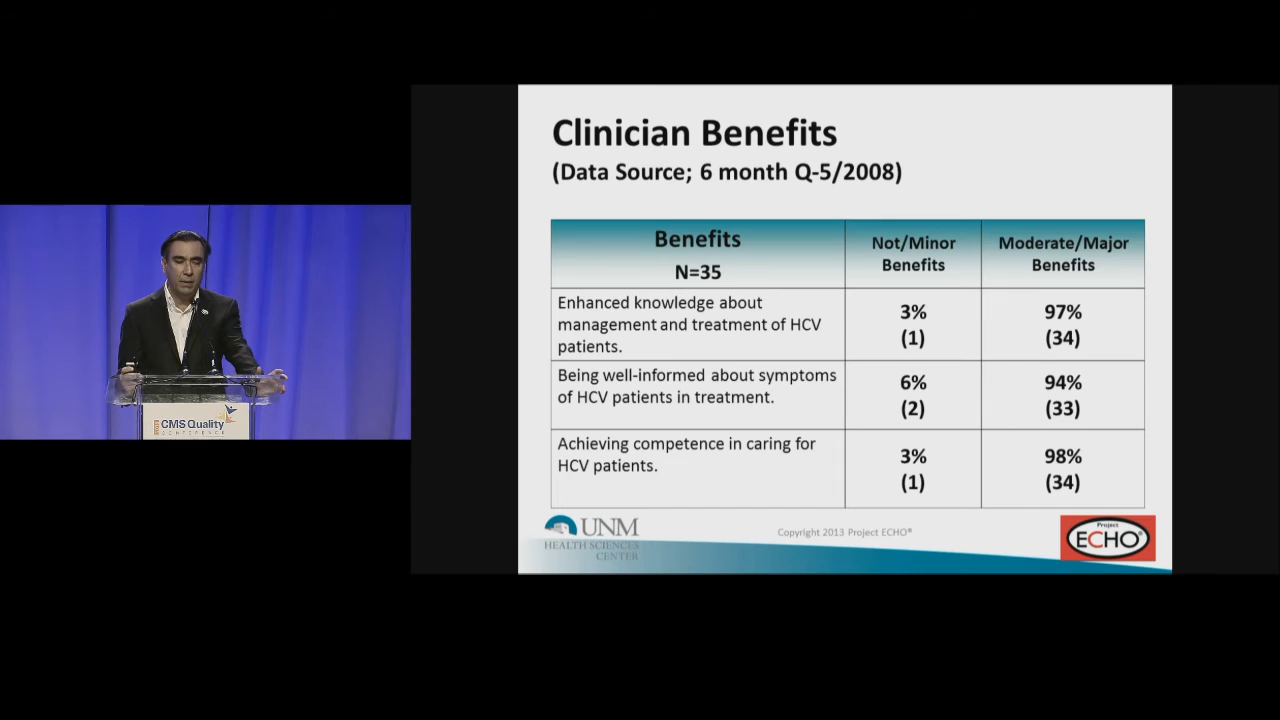 Clinician Benefits
(Data Source; 6 month Q-5/2008)
Benefits
N=35
Not/Minor
Benefits
Moderate/Major
Benefits
Enhanced knowledge about
management and treatment of HCV
patients.
3%
(1)
97%
(34)
Being well-informed about symptoms
of HCV patients in treatment.
6%
(2)
94%
(33)
Achieving competence in caring for
HCV patients.
3%
(1)
98%
(34)
UNM
HEALTH SCIENCES
CENTER
Copyright 2013 Project ECHO®
Project
ECHO®
CMS Quality
CONFERENCE